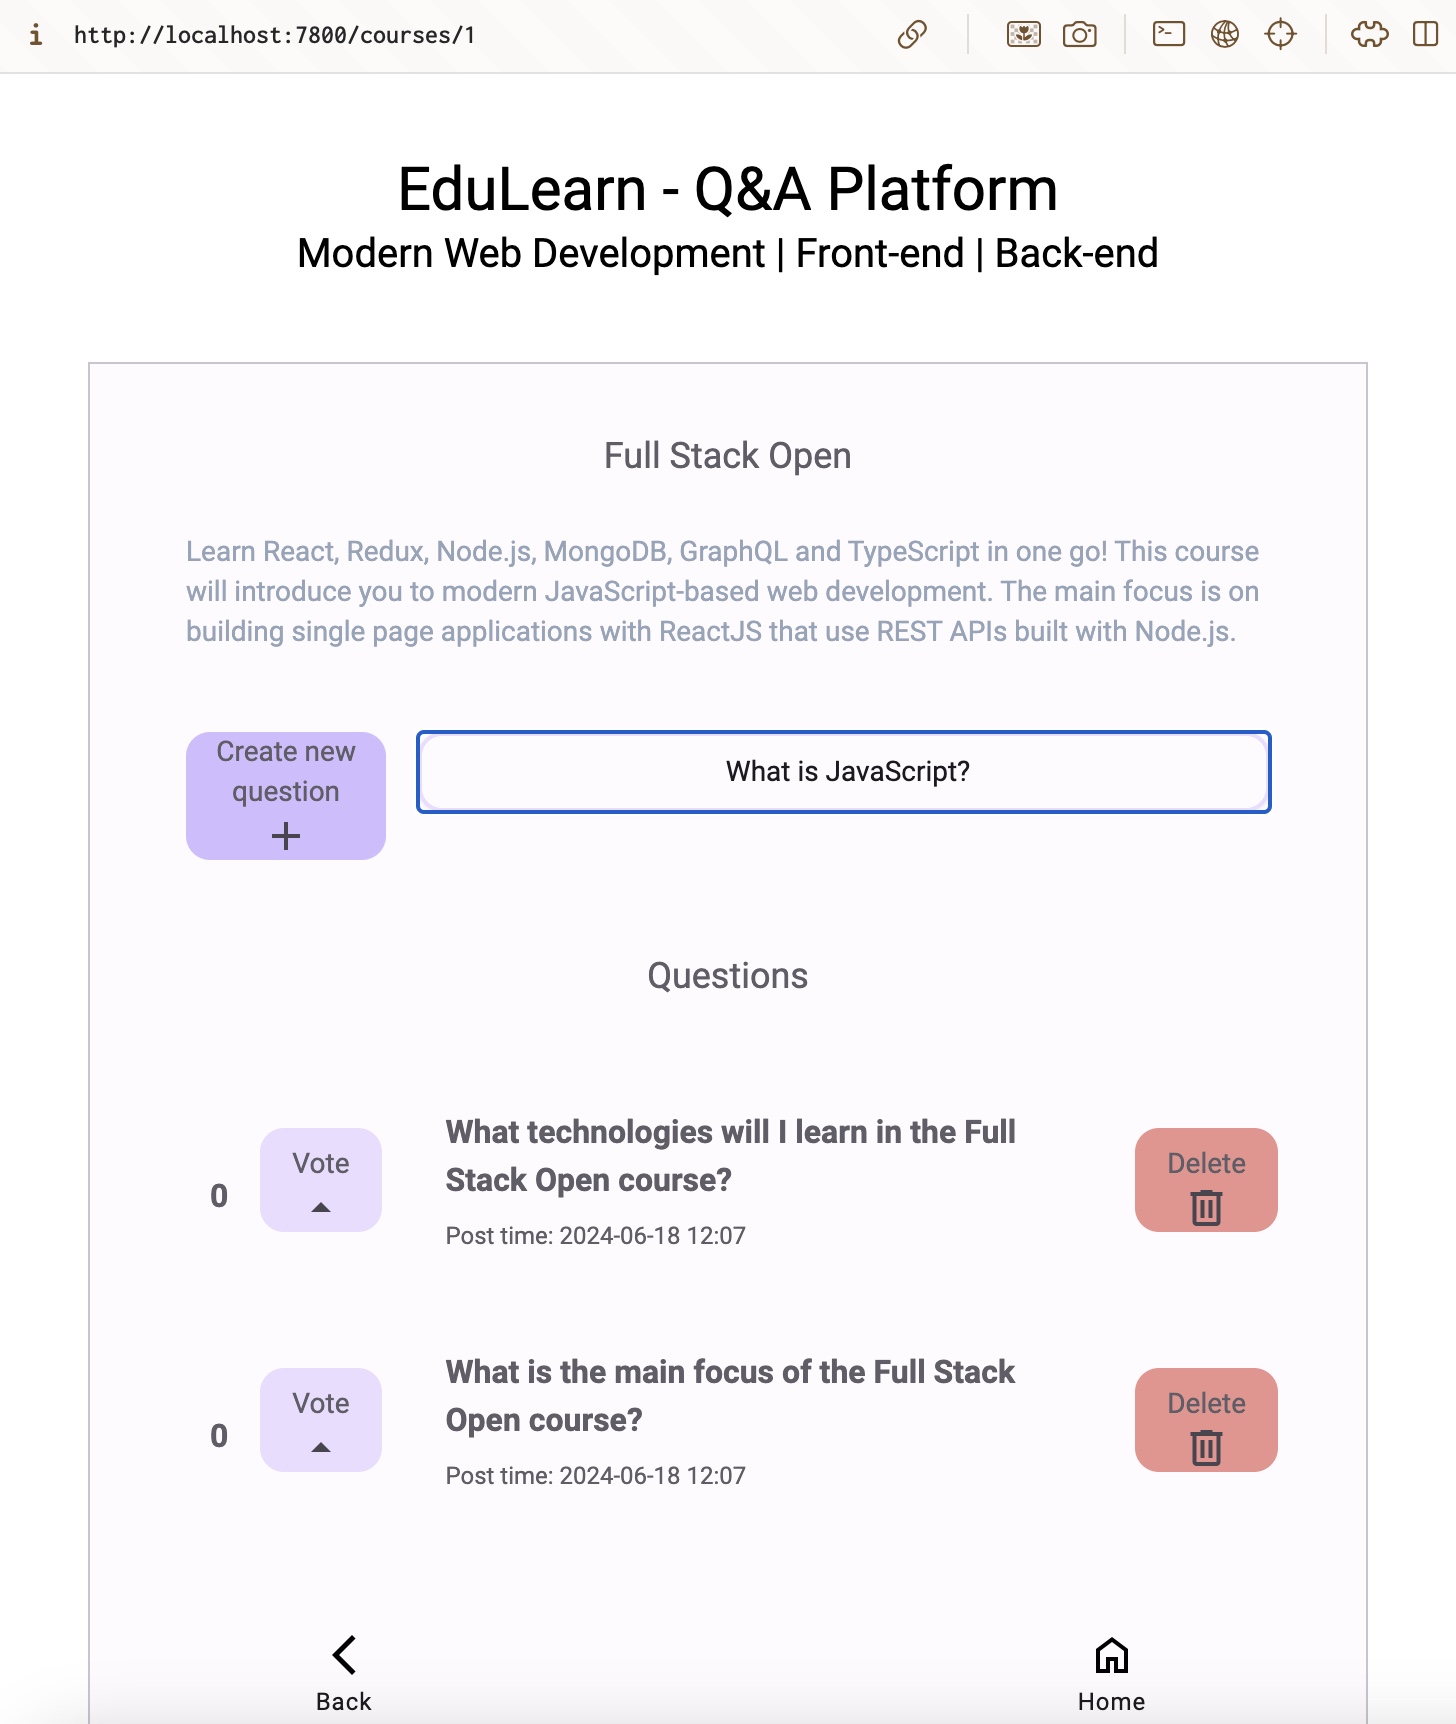 http://localhost:7800/courses/1
EduLearn - Q&A Platform
Modern Web Development | Front-end | Back-end
Full Stack Open
Learn React, Redux, Node.js, MongoDB, GraphQL and TypeScript in one go! This course
will introduce you to modern JavaScript-based web development. The main focus is on
building single page applications with ReactJS that use REST APIs built with Node.js.
Create new
question
What is JavaScript?
Questions
0
Vote
What technologies will I learn in the Full
Stack Open course?
Post time: 2024-06-18 12:07
Delete
0
Vote
What is the main focus of the Full Stack
Open course?
Post time: 2024-06-18 12:07
Delete
Back
Home